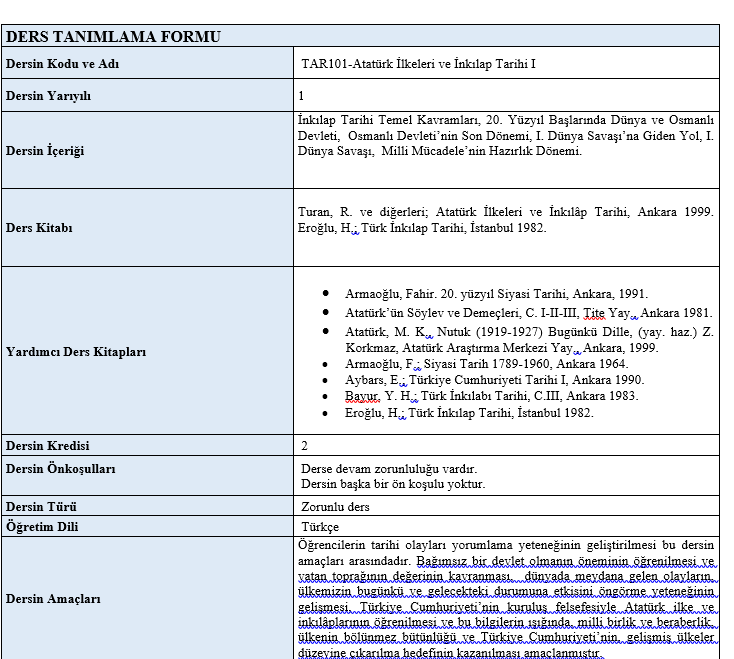 DERS TANIMLAMA FORMU
Dersin Kodu ve Adı
TAR101-Atatürk İlkeleri ve İnkılap Tarihi I
Dersin Yarıyılı
1
Dersin İçeriği
İnkılap Tarihi Temel Kavramları, 20. Yüzyıl Başlarında Dünya ve Osmanlı
Devleti, Osmanlı Devleti'nin Son Dönemi, I. Dünya Savaşı'na Giden Yol, I.
Dünya Savaşı, Milli Mücadele'nin Hazırlık Dönemi.
Ders Kitabı
Turan, R. ve diğerleri; Atatürk İlkeleri ve İnkılâp Tarihi, Ankara 1999.
Eroğlu, H.; Türk İnkılap Tarihi, İstanbul 1982.
Yardımcı Ders Kitapları
• Armaoğlu, Fahir. 20. yüzyıl Siyasi Tarihi, Ankara, 1991.
• Atatürk'ün Söylev ve Demeçleri, C. I-II-III, Tite Yay., Ankara 1981.
• Atatürk, M. K., Nutuk (1919-1927) Bugünkü Dille, (yay. haz.) Z.
Korkmaz, Atatürk Araştırma Merkezi Yay., Ankara, 1999.
• Armaoğlu, F.; Siyasi Tarih 1789-1960, Ankara 1964.
• Aybars, E.; Türkiye Cumhuriyeti Tarihi I, Ankara 1990.
• Bayur, Y. H.; Türk İnkılabı Tarihi, C.III, Ankara 1983.
• Eroğlu, H.; Türk İnkılap Tarihi, İstanbul 1982.
Dersin Kredisi
2
Dersin Önkoşulları
Derse devam zorunluluğu vardır.
Dersin başka bir ön koşulu yoktur.
Dersin Türü
Zorunlu ders
Öğretim Dili
Türkçe
Dersin Amaçları
Öğrencilerin tarihi olayları yorumlama yeteneğinin geliştirilmesi bu dersin
amaçları arasındadır. Bağımsız bir devlet olmanın öneminin öğrenilmesi ve
vatan toprağının değerinin kavranması, dünyada meydana gelen olayların,
ülkemizin bugünkü ve gelecekteki durumuna etkisini öngörme yeteneğinin
gelişmesi, Türkiye Cumhuriyeti'nin kuruluş felsefesiyle Atatürk ilke ve
inkılâplarının öğrenilmesi ve bu bilgilerin ışığında, milli birlik ve beraberlik,
ülkenin bölünmez bütünlüğü ve Türkiye Cumhuriyeti'nin, gelişmiş ülkeler
düzeyine çıkarılma hedefinin kazanılması amaçlanmıştır.